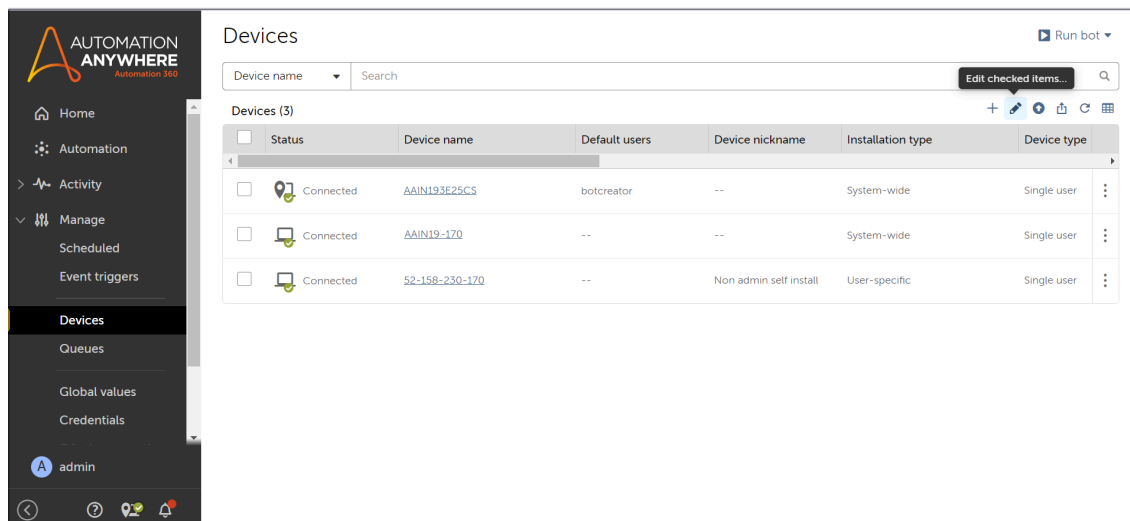 AUTOMATION
ANYWHERE
Automation 360
Home
Automation
Activity
Manage
Scheduled
Event triggers
Devices
Queues
Global values
Credentials
A admin
Devices
Run bot
Device name Search
Edit checked items...
Devices (3)
Status Device name Default users Device nickname Installation type Device type
Connected AAIN193E25CS botcreator -- System-wide Single user
Connected AAIN19-170 -- -- System-wide Single user
Connected 52-158-230-170 -- Non admin self install User-specific Single user